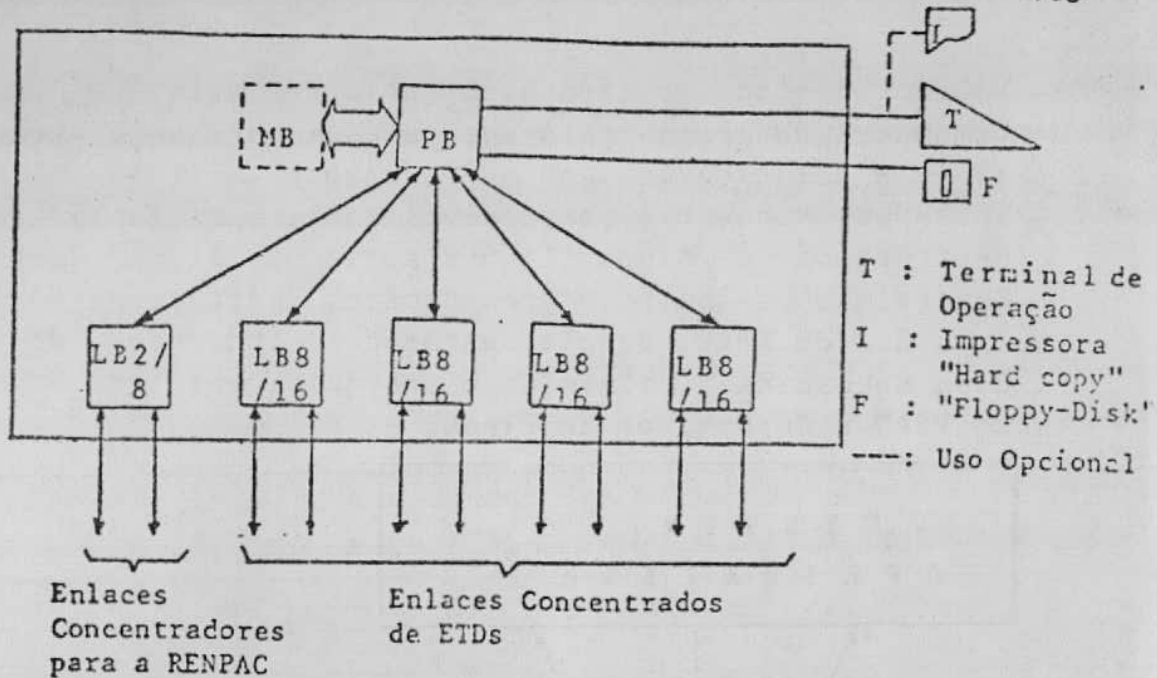 I
MB
PB
T
F
T : Terminal de
Operação
I : Impressora
"Hard copy"
F : "Floppy-Disk"
---: Uso Opcional
LB2/
8
LB8
/16
LB8
/16
LB8
/16
LB8
/16
Enlaces
Concentradores
para a RENPAC
Enlaces Concentrados
de ETDs